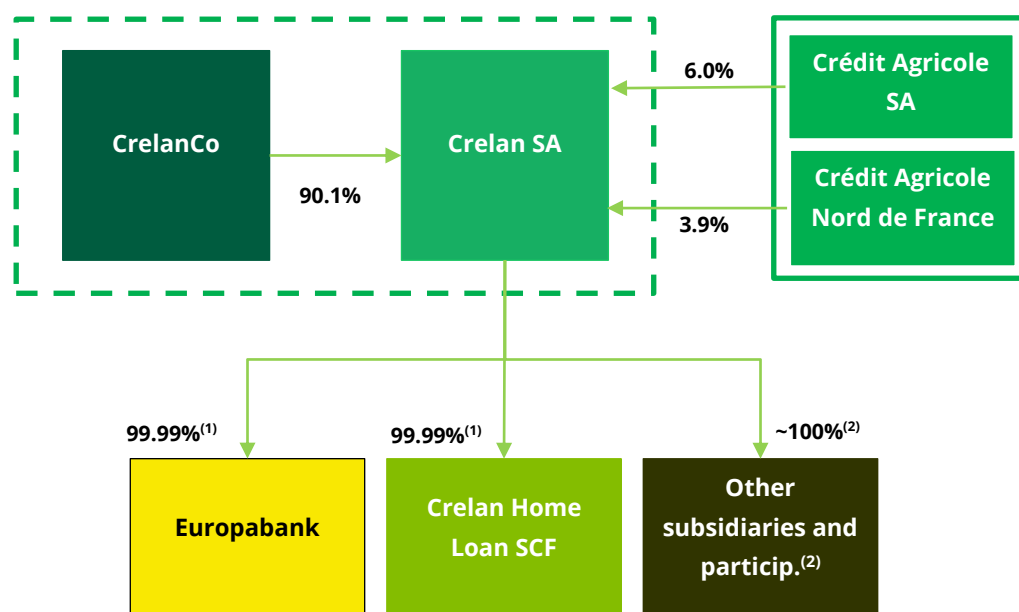 CrelanCo
90.1%
Crelan SA
6.0%
Crédit Agricole
SA
3.9%
Crédit Agricole
Nord de France
99.99%(1)
Europabank
99.99%(1)
Crelan Home
Loan SCF
~100%(2)
Other
subsidiaries and
particip.(2)